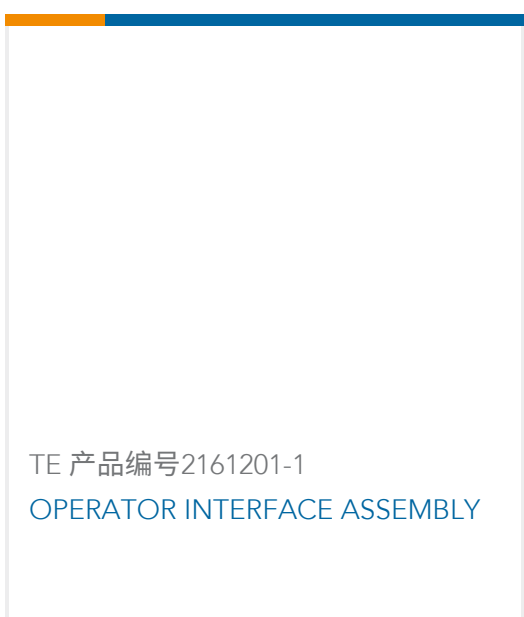 TE 产品编号2161201-1
OPERATOR INTERFACE ASSEMBLY